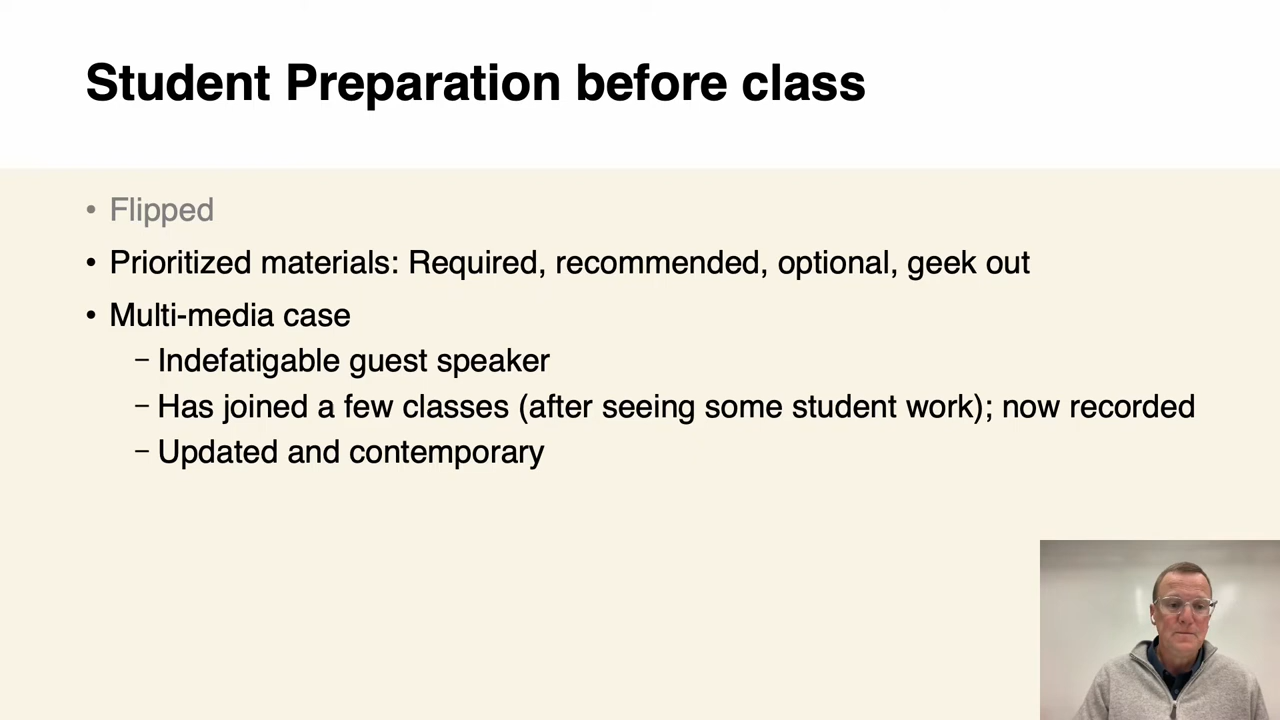 Student Preparation before class
• Flipped
• Prioritized materials: Required, recommended, optional, geek out
• Multi-media case
– Indefatigable guest speaker
– Has joined a few classes (after seeing some student work); now recorded
– Updated and contemporary